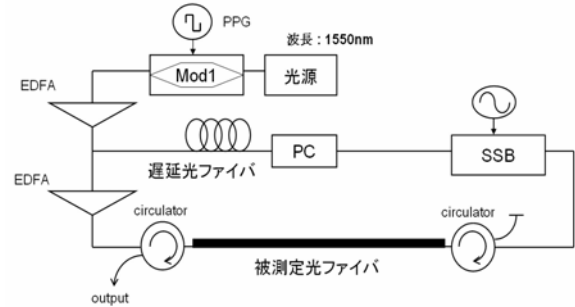 PPG
波長：1550nm
Mod1
光源
EDFA
遅延光ファイバ
PC
SSB
EDFA
circulator
circulator
被測定光ファイバ
output